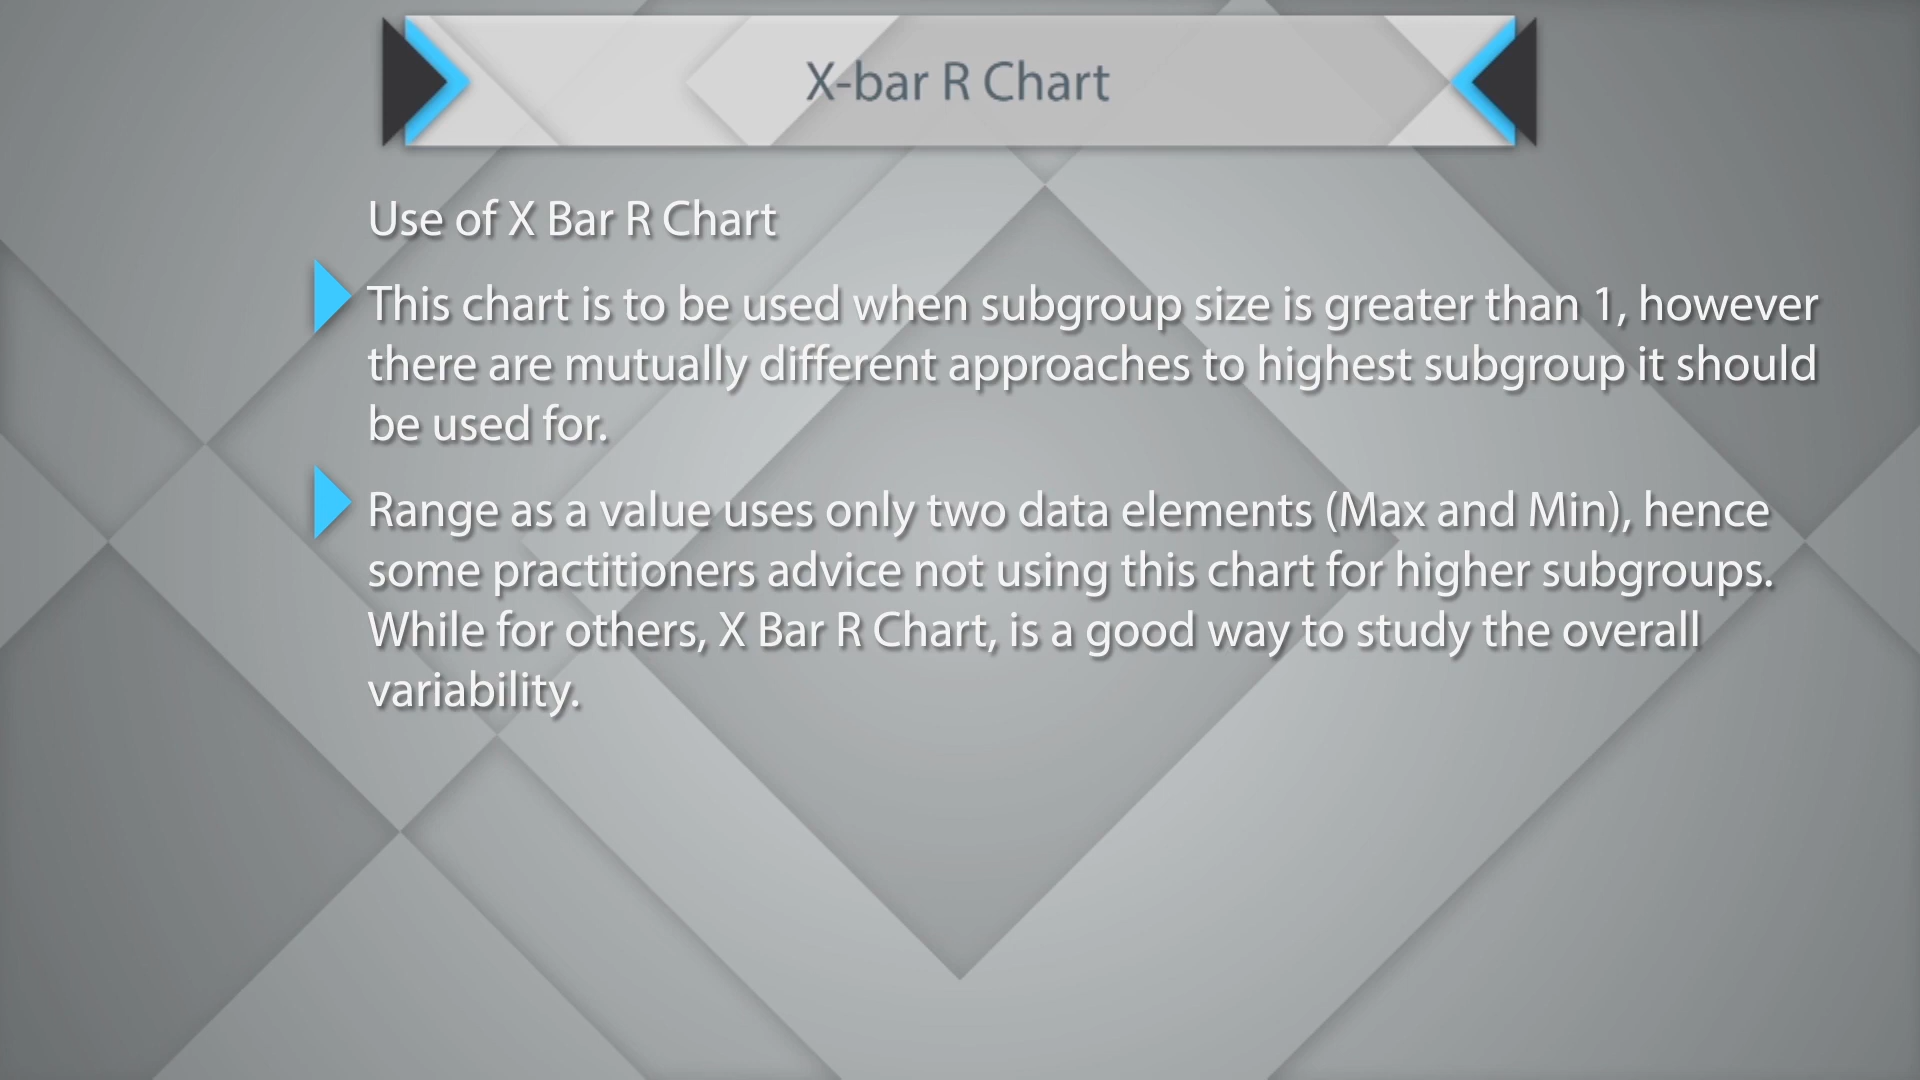 X-bar R Chart
Use of X Bar R Chart
This chart is to be used when subgroup size is greater than 1, however
there are mutually different approaches to highest subgroup it should
be used for.
Range as a value uses only two data elements (Max and Min), hence
some practitioners advice not using this chart for higher subgroups.
While for others, X Bar R Chart, is a good way to study the overall
variability.